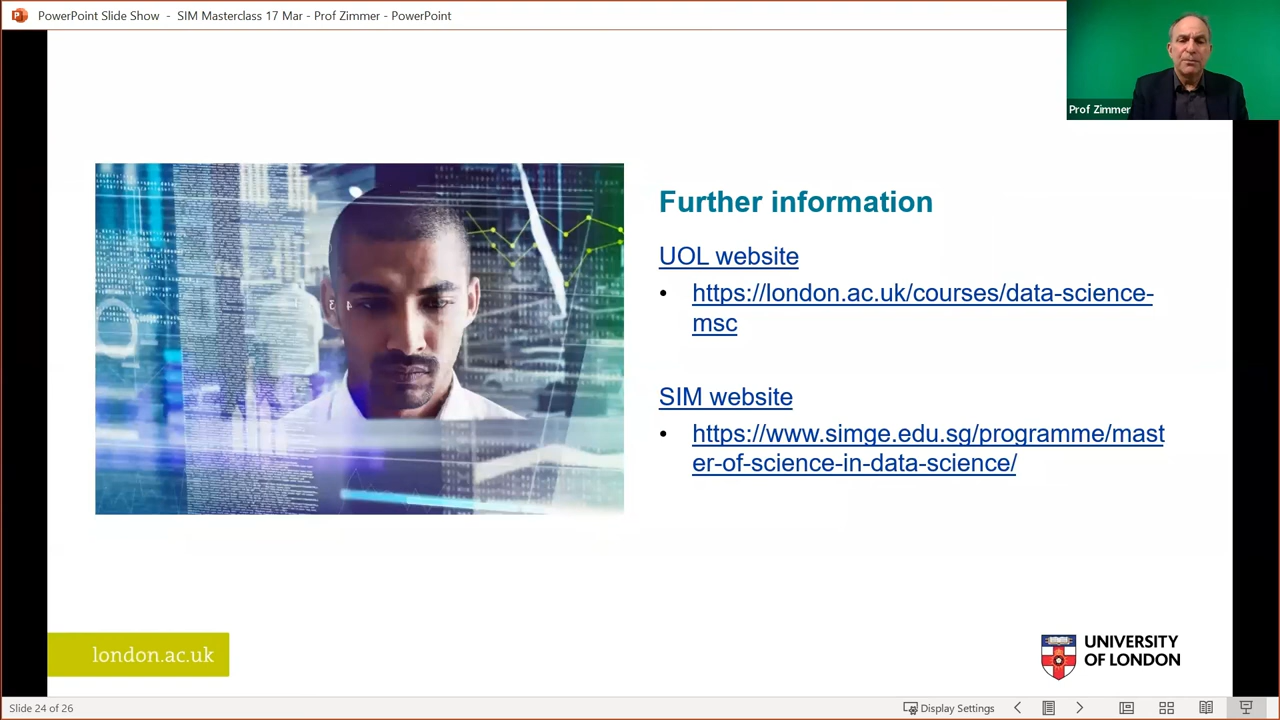 PowerPoint Slide Show - SIM Masterclass 17 Mar - Prof Zimmer - PowerPoint
Prof Zimmer
Further information
UOL website
• https://london.ac.uk/courses/data-science-
msc
SIM website
• https://www.simge.edu.sg/programme/mast
er-of-science-in-data-science/
london.ac.uk
UNIVERSITY
OF LONDON
Slide 24 of 26
Display Settings